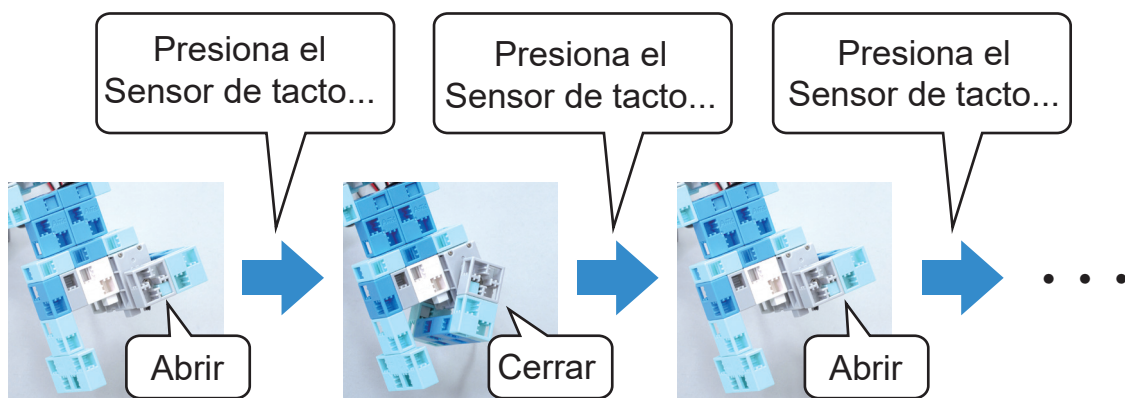 Presiona el
Sensor de tacto...
Presiona el
Sensor de tacto...
Presiona el
Sensor de tacto...
Abrir
Cerrar
Abrir
• • •